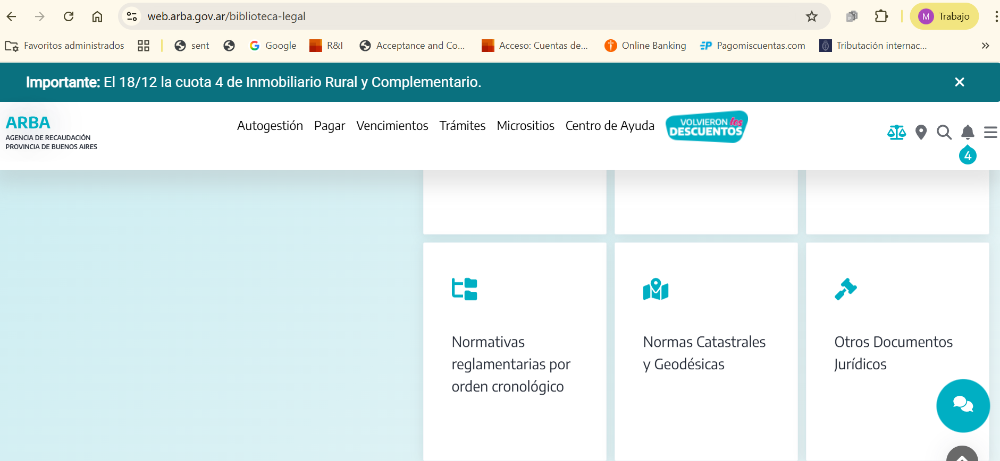 web.arba.gov.ar/biblioteca-legal
M Trabajo
Favoritos administrados sent Google R&I Acceptance and Co... Acceso: Cuentas de... Online Banking Pagomiscuentas.com Tributación internac...
Importante: El 18/12 la cuota 4 de Inmobiliario Rural y Complementario.
ARBA
AGENCIA DE RECAUDACIÓN
PROVINCIA DE BUENOS AIRES
Autogestión Pagar Vencimientos Trámites Micrositios Centro de Ayuda
VOLVIERON los
DESCUENTOS
4
Normativas
reglamentarias por
orden cronológico
Normas Catastrales
y Geodésicas
Otros Documentos
Jurídicos